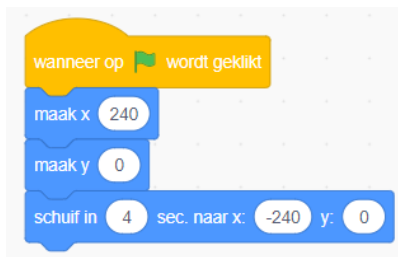 wanneer op wordt geklikt
maak x 240
maak y 0
schuif in 4 sec. naar x: -240 y: 0